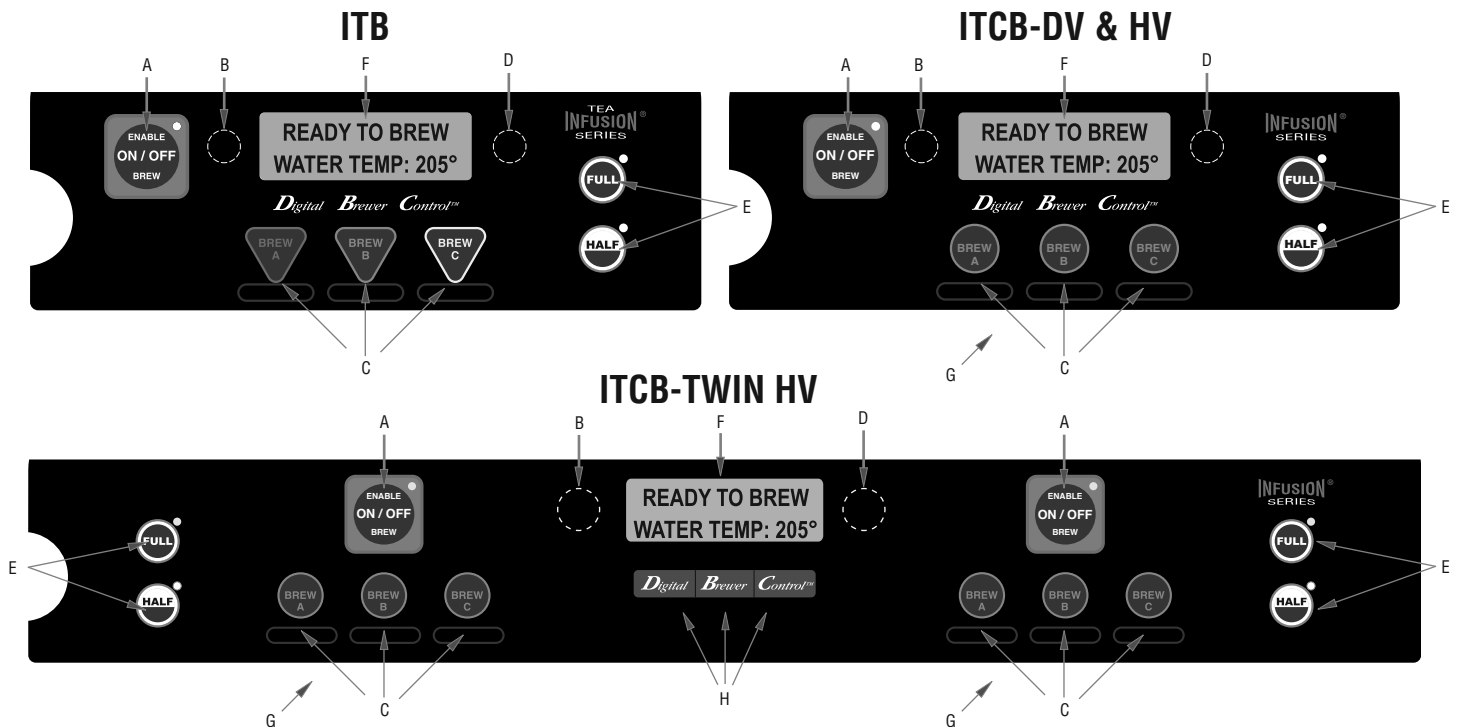 ITB
A
B
F
D
ENABLE
ON / OFF
BREW
READY TO BREW
WATER TEMP: 205°
Digital Brewer Control™
TEA
INFUSION®
SERIES
FULL
HALF
E
BREW
A
BREW
B
BREW
C
C
ITCB-DV & HV
A
B
F
D
ENABLE
ON / OFF
BREW
READY TO BREW
WATER TEMP: 205°
Digital Brewer Control™
INFUSION®
SERIES
FULL
HALF
E
BREW
A
BREW
B
BREW
C
G
C
ITCB-TWIN HV
A
B
F
D
A
E
FULL
HALF
ENABLE
ON / OFF
BREW
BREW
A
BREW
B
BREW
C
READY TO BREW
WATER TEMP: 205°
Digital Brewer Control™
ENABLE
ON / OFF
BREW
BREW
A
BREW
B
BREW
C
INFUSION®
SERIES
FULL
HALF
E
G
C
H
G
C